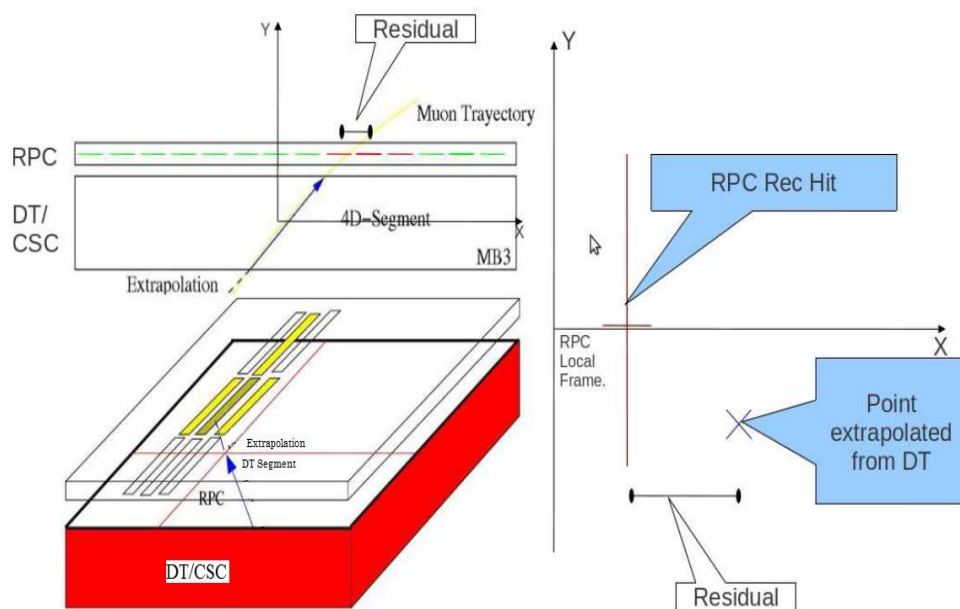 Y
Residual
Muon Trayectory
RPC
DT/
CSC
4D-Segment
X
MB3
Extrapolation
Extrapolation
DT Segment
RPC
DT/CSC
Y
RPC Rec Hit
X
RPC
Local
Frame.
Point
extrapolated
from DT
Residual